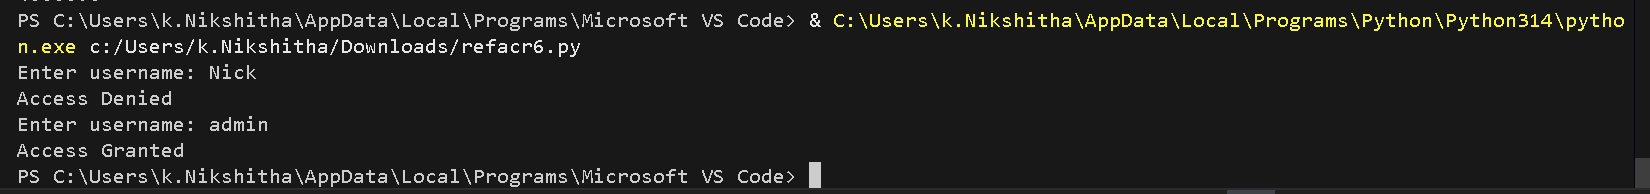 PS C:\Users\k.Nikshitha\AppData\Local\Programs\Microsoft VS Code> & C:\Users\k.Nikshitha\AppData\Local\Programs\Python\Python314\pytho
n.exe c:/Users/k.Nikshitha/Downloads/refacr6.py
Enter username: Nick
Access Denied
Enter username: admin
Access Granted
PS C:\Users\k.Nikshitha\AppData\Local\Programs\Microsoft VS Code>